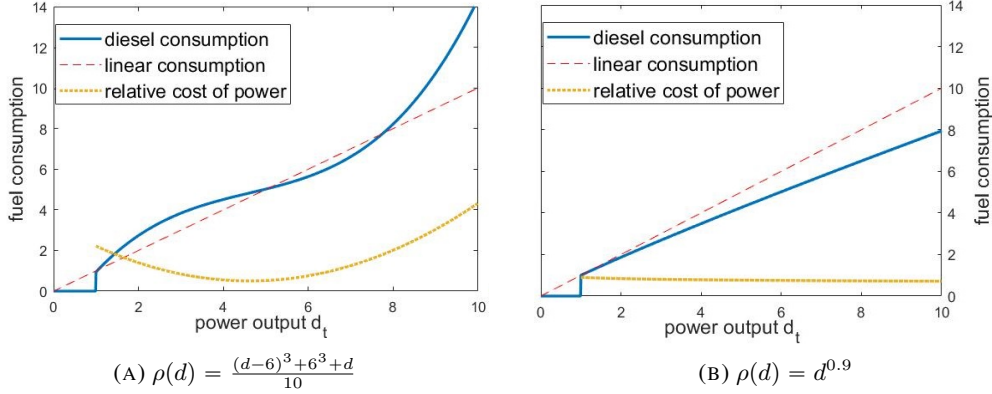 14
12
10
8
6
4
2
0
fuel consumption
diesel consumption
linear consumption
relative cost of power
0 2 4 6 8 10
power output d_t
(A) ρ(d) = \frac{(d−6)^3+6^3+d}{10}
diesel consumption
linear consumption
relative cost of power
14
12
10
8
6
4
2
0
fuel consumption
0 2 4 6 8 10
power output d_t
(B) ρ(d) = d^{0.9}